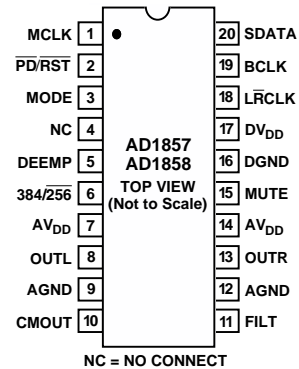 MCLK 1
PD/RST 2
MODE 3
NC 4
DEEMP 5
384/256 6
AVDD 7
OUTL 8
AGND 9
CMOUT 10
AD1857
AD1858
TOP VIEW
(Not to Scale)
20 SDATA
19 BCLK
18 LRCLK
17 DVDD
16 DGND
15 MUTE
14 AVDD
13 OUTR
12 AGND
11 FILT
NC = NO CONNECT